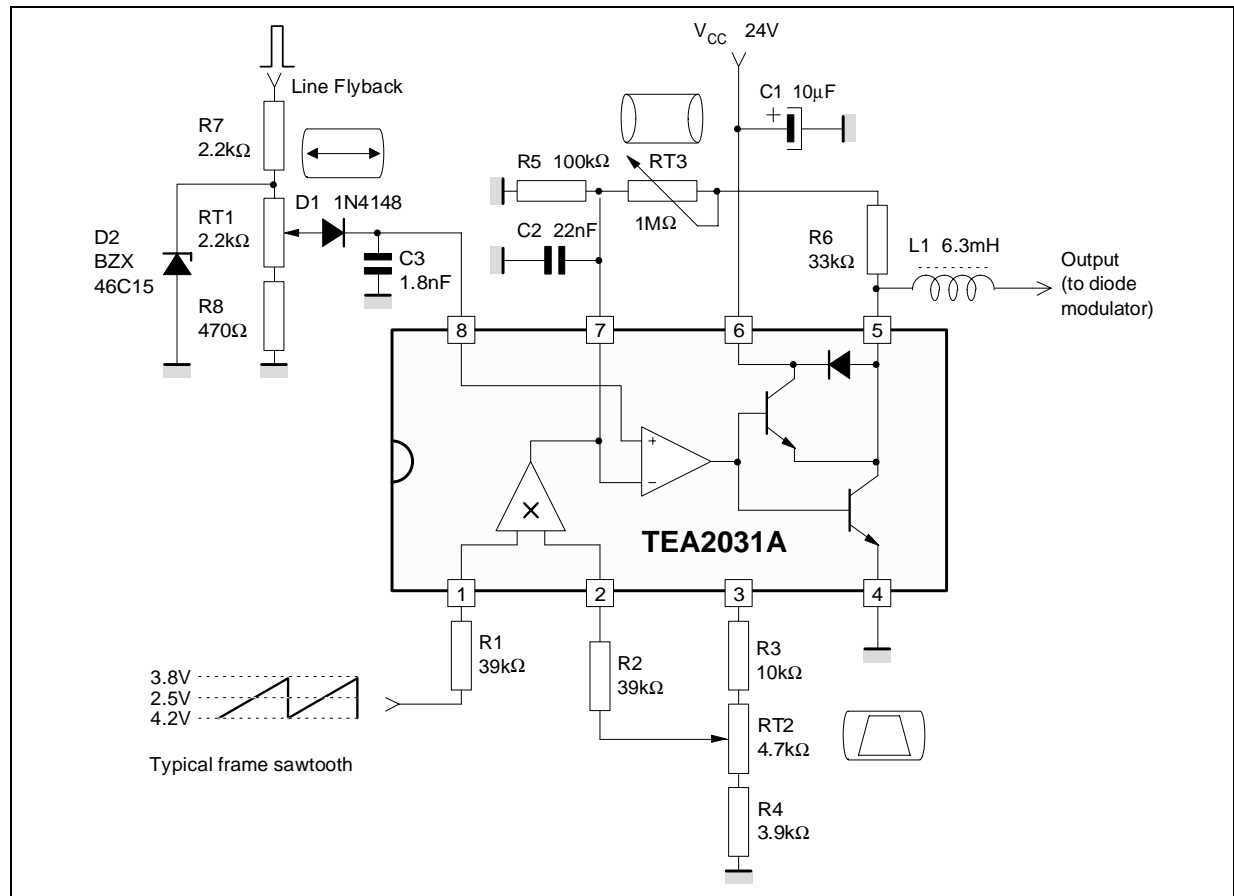 V_CC 24V
Line Flyback
C1 10μF
+
R7
2.2kΩ
R5 100kΩ
RT3
1MΩ
D1 1N4148
RT1
2.2kΩ
D2
BZX
46C15
C2 22nF
C3
1.8nF
R6
33kΩ
L1 6.3mH
Output
(to diode
modulator)
R8
470Ω
8
7
6
5
+
−
×
TEA2031A
1
2
3
4
R1
39kΩ
R2
39kΩ
R3
10kΩ
3.8V
2.5V
4.2V
RT2
4.7kΩ
Typical frame sawtooth
R4
3.9kΩ